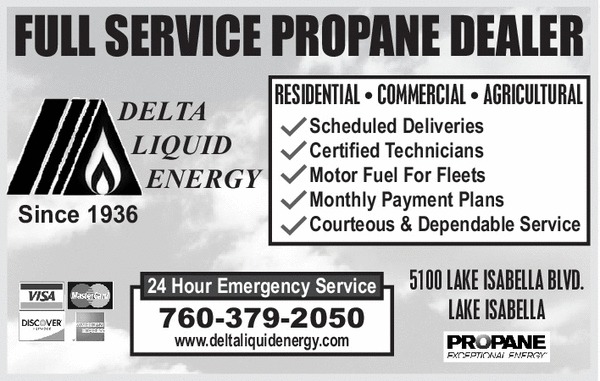 FULL SERVICE PROPANE DEALER
DELTA
LIQUID
ENERGY
Since 1936
RESIDENTIAL • COMMERCIAL • AGRICULTURAL
✓ Scheduled Deliveries
✓ Certified Technicians
✓ Motor Fuel For Fleets
✓ Monthly Payment Plans
✓ Courteous & Dependable Service
VISA
MasterCard
DISCOVER
24 Hour Emergency Service
760-379-2050
www.deltaliquidenergy.com
5100 LAKE ISABELLA BLVD.
LAKE ISABELLA
PROPANE
EXCEPTIONAL ENERGY